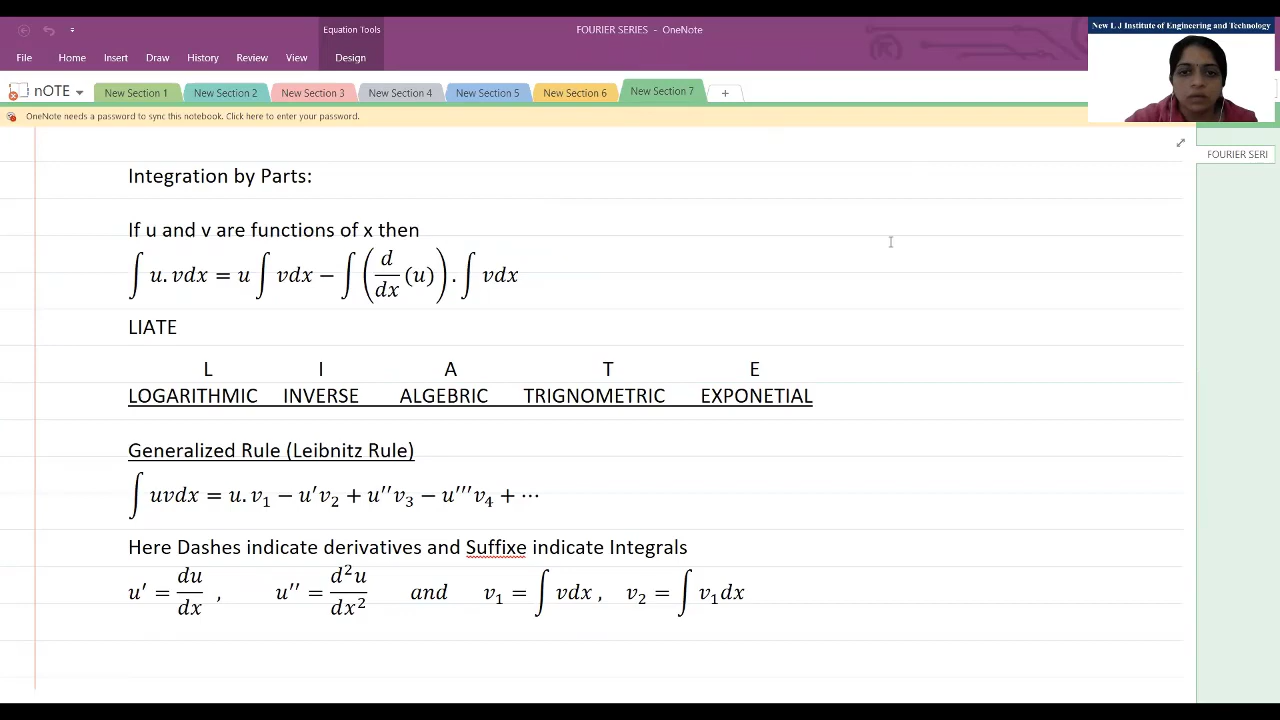 Equation Tools
FOURIER SERIES - OneNote
New L J Institute of Engineering and Technology
File Home Insert Draw History Review View Design
nOTE New Section 1 New Section 2 New Section 3 New Section 4 New Section 5 New Section 6 New Section 7 +
OneNote needs a password to sync this notebook. Click here to enter your password.
FOURIER SERI
Integration by Parts:
If u and v are functions of x then
∫ u.vdx = u ∫ vdx − ∫ (d/dx (u)) . ∫ vdx
LIATE
L I A T E
LOGARITHMIC INVERSE ALGEBRIC TRIGNOMETRIC EXPONETIAL
Generalized Rule (Leibnitz Rule)
∫ uvdx = u.v₁ − u′v₂ + u′′v₃ − u′′′v₄ + ⋯
Here Dashes indicate derivatives and Suffixe indicate Integrals
u′ = du/dx , u′′ = d²u/dx² and v₁ = ∫ vdx , v₂ = ∫ v₁dx